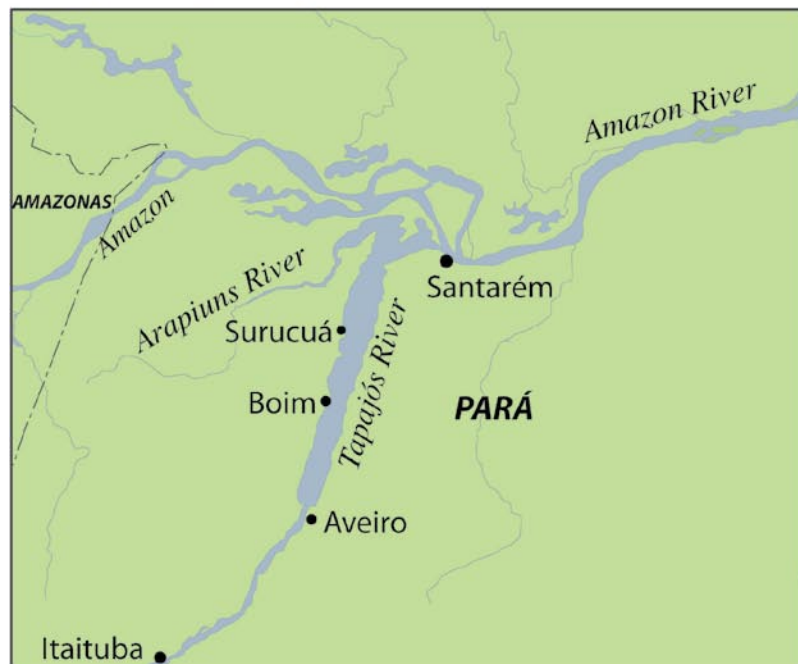 Amazon River
AMAZONAS
Amazon
Arapiuns River
Santarém
Surucuá
Tapajós River
Boim
PARÁ
Aveiro
Itaituba